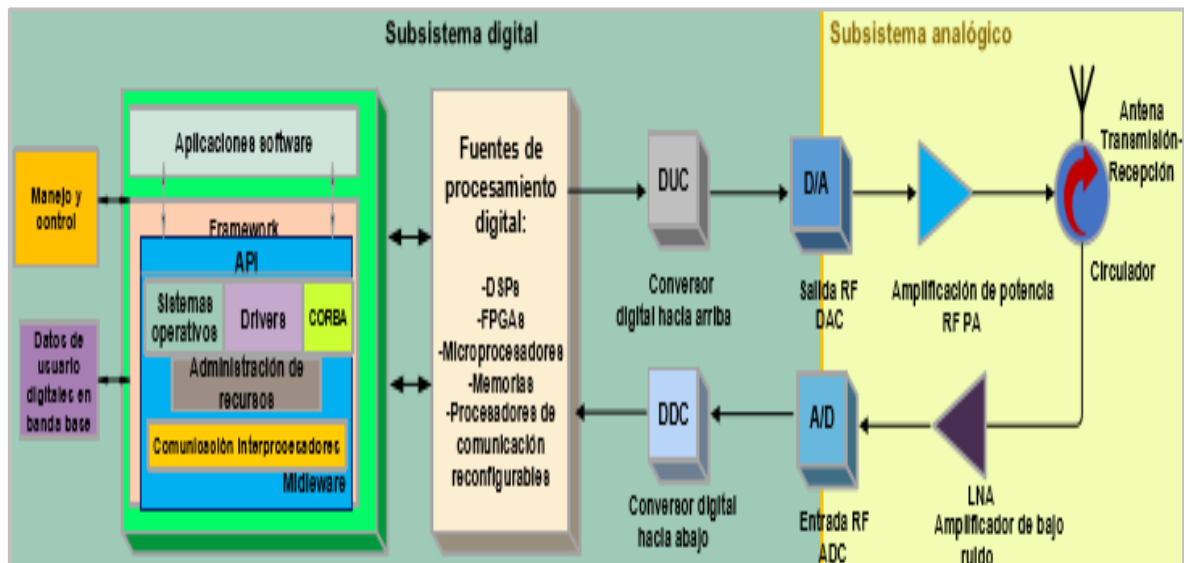 Subsistema digital
Subsistema analógico
Manejo y
control
Datos de
usuario
digitales en
banda base
Aplicaciones software
Framework
API
Sistemas
operativos
Drivers
CORBA
Administración de
recursos
Comunicación Interprocesadores
Midleware
Fuentes de
procesamiento
digital:
-DSPs
-FPGAs
-Microprocesadores
-Memorias
-Procesadores de
comunicación
reconfigurables
DUC
Conversor
digital hacia arriba
D/A
Salida RF
DAC
Amplificación de potencia
RF PA
Antena
Transmisión-
Recepción
Circulador
DDC
Conversor digital
hacia abajo
A/D
Entrada RF
ADC
LNA
Amplificador de bajo
ruido